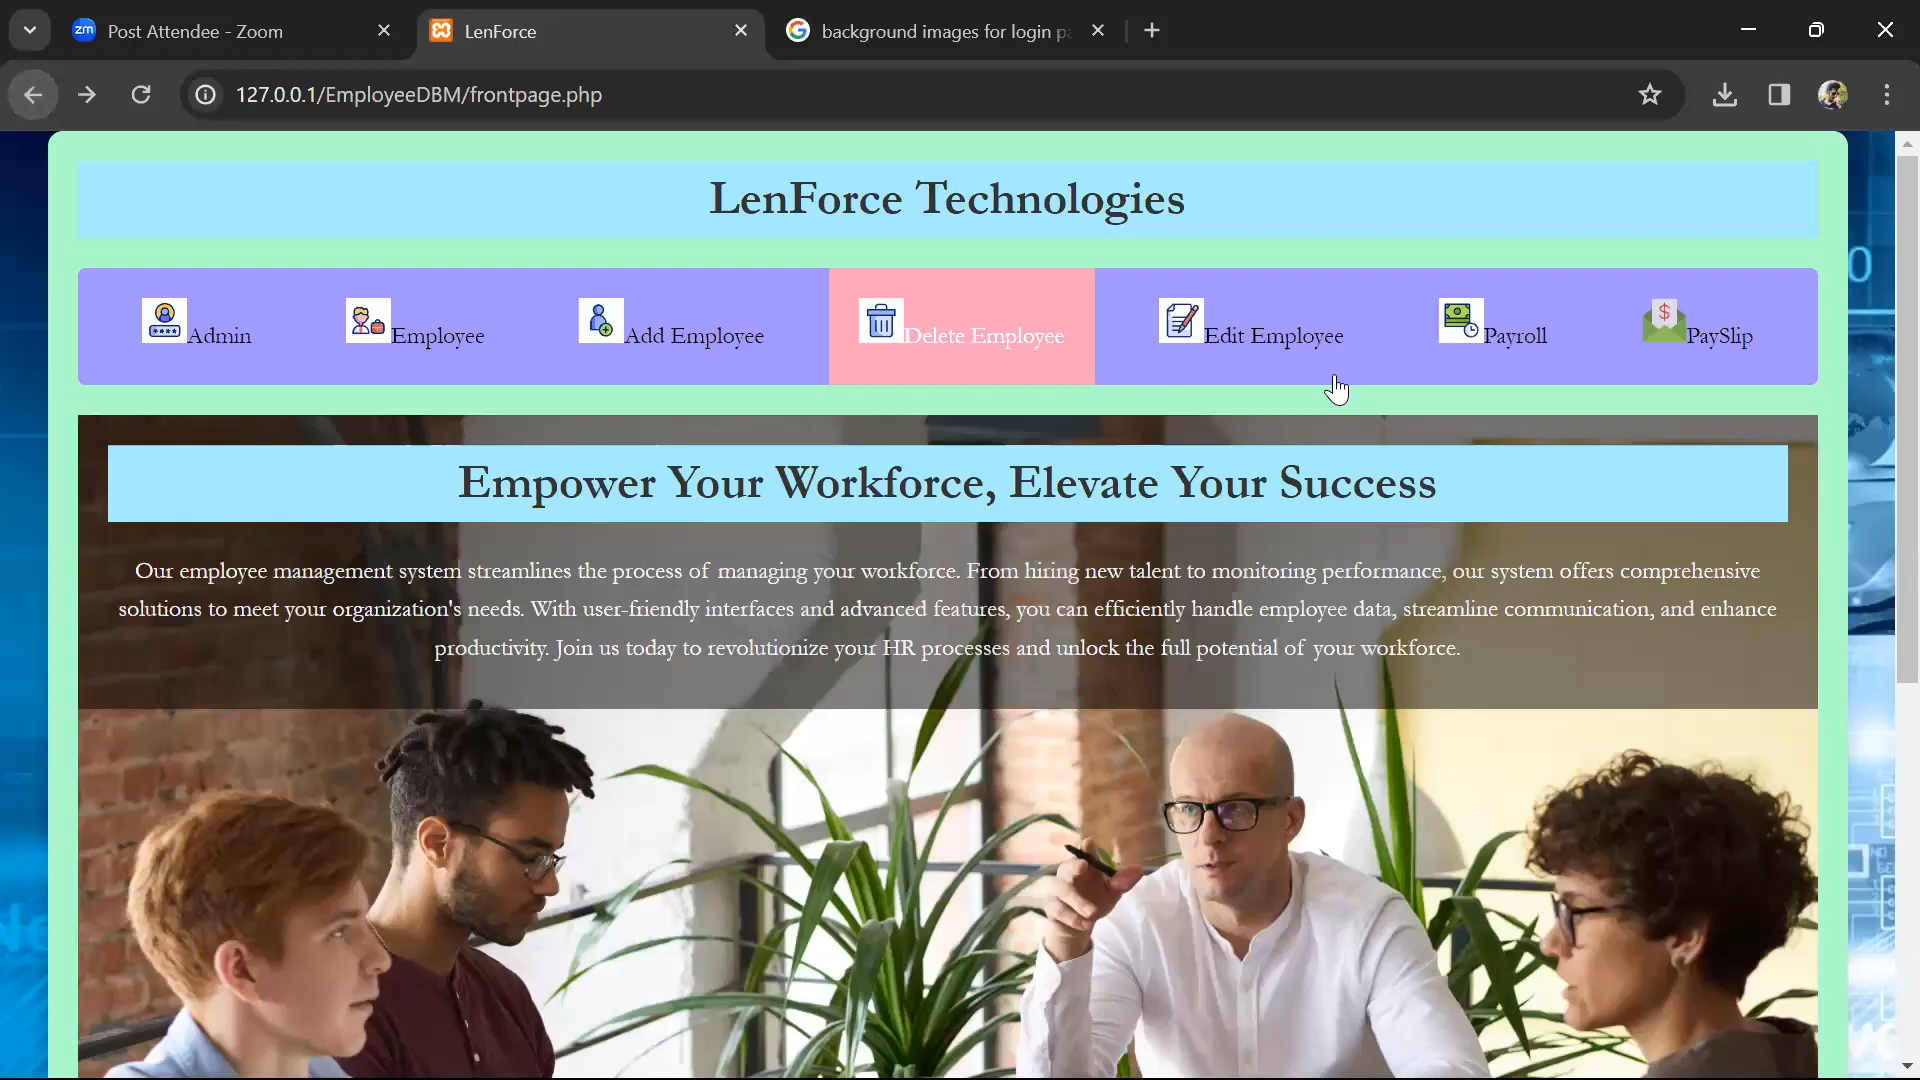 zm Post Attendee - Zoom LenForce background images for login pa
127.0.0.1/EmployeeDBM/frontpage.php
LenForce Technologies
Admin Employee Add Employee Delete Employee Edit Employee Payroll PaySlip
Empower Your Workforce, Elevate Your Success
Our employee management system streamlines the process of managing your workforce. From hiring new talent to monitoring performance, our system offers comprehensive
solutions to meet your organization's needs. With user-friendly interfaces and advanced features, you can efficiently handle employee data, streamline communication, and enhance
productivity. Join us today to revolutionize your HR processes and unlock the full potential of your workforce.